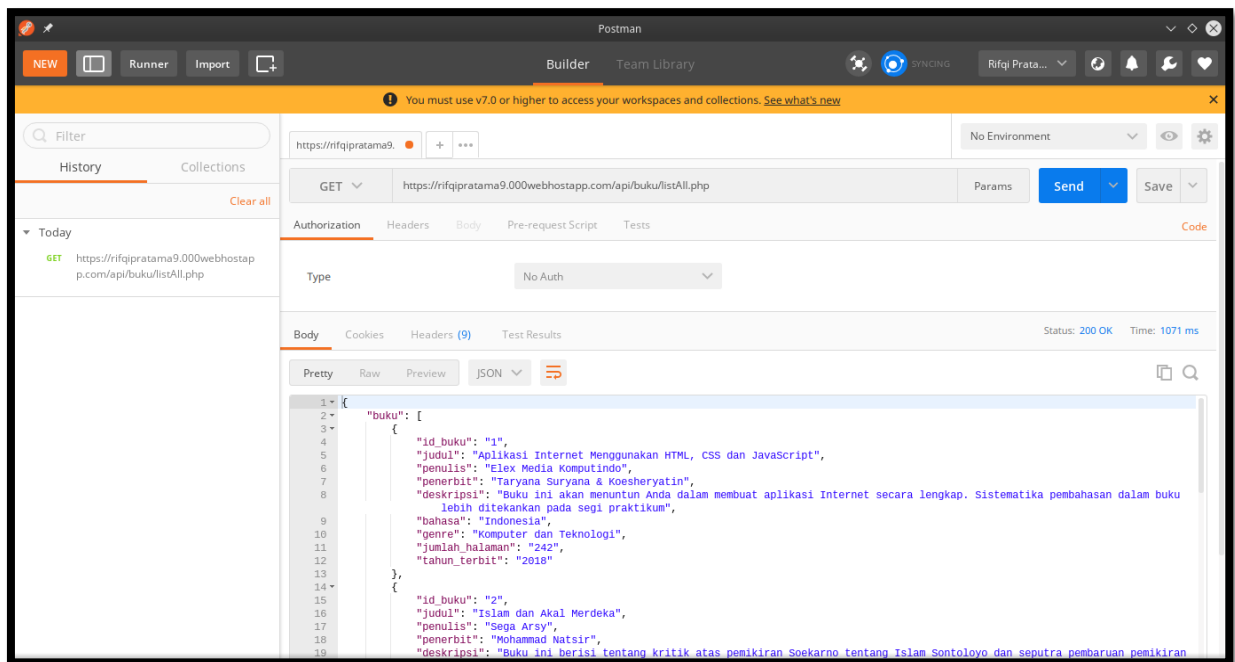 Postman
NEW Runner Import Builder Team Library SYNCING Rifqi Prata...
You must use v7.0 or higher to access your workspaces and collections. See what's new
Filter
History Collections
Clear all
Today
GET https://rifqipratama9.000webhostap
p.com/api/buku/listAll.php
https://rifqipratama9. + ••• No Environment
GET https://rifqipratama9.000webhostapp.com/api/buku/listAll.php Params Send Save
Authorization Headers Body Pre-request Script Tests Code
Type No Auth
Body Cookies Headers (9) Test Results Status: 200 OK Time: 1071 ms
Pretty Raw Preview JSON
1 {
2 "buku": [
3 {
4 "id_buku": "1",
5 "judul": "Aplikasi Internet Menggunakan HTML, CSS dan JavaScript",
6 "penulis": "Elex Media Komputindo",
7 "penerbit": "Taryana Suryana & Koesheryatin",
8 "deskripsi": "Buku ini akan menuntun Anda dalam membuat aplikasi Internet secara lengkap. Sistematika pembahasan dalam buku
lebih ditekankan pada segi praktikum",
9 "bahasa": "Indonesia",
10 "genre": "Komputer dan Teknologi",
11 "jumlah_halaman": "242",
12 "tahun_terbit": "2018"
13 },
14 {
15 "id_buku": "2",
16 "judul": "Islam dan Akal Merdeka",
17 "penulis": "Sega Arsy",
18 "penerbit": "Mohammad Natsir",
19 "deskripsi": "Buku ini berisi tentang kritik atas pemikiran Soekarno tentang Islam Sontoloyo dan seputra pembaruan pemikiran